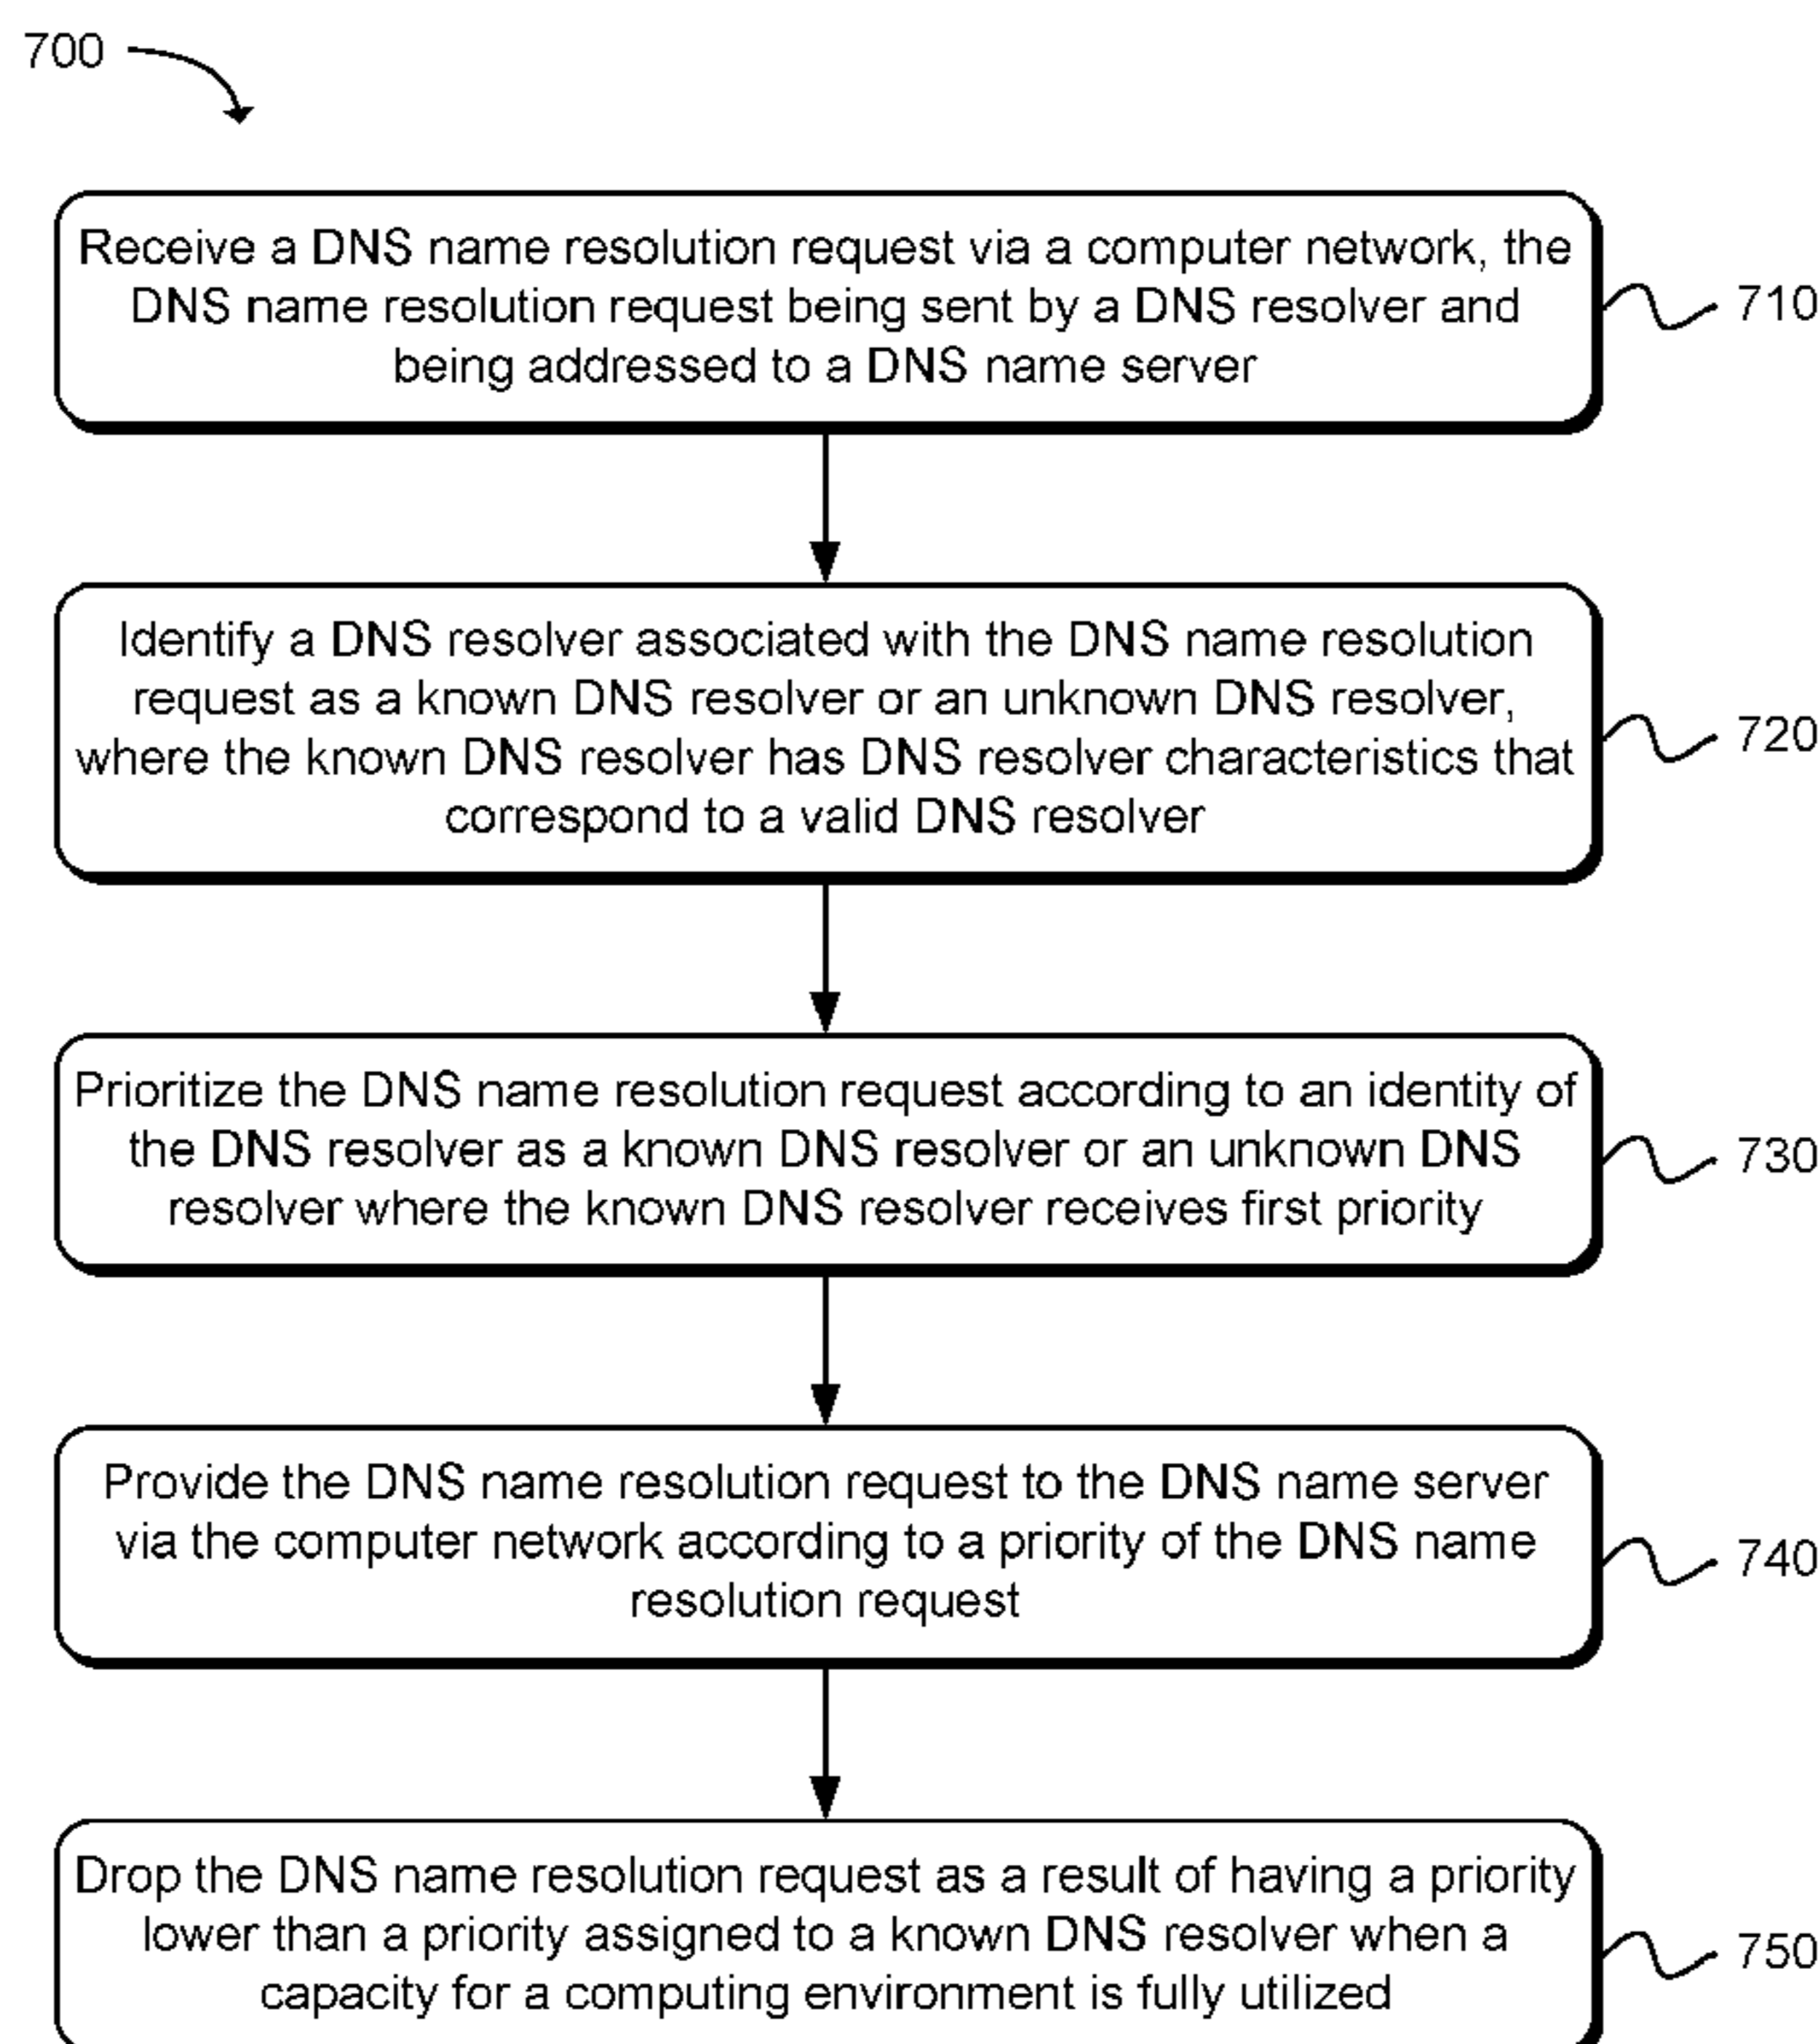 700
Receive a DNS name resolution request via a computer network, the
DNS name resolution request being sent by a DNS resolver and
being addressed to a DNS name server
710
Identify a DNS resolver associated with the DNS name resolution
request as a known DNS resolver or an unknown DNS resolver,
where the known DNS resolver has DNS resolver characteristics that
correspond to a valid DNS resolver
720
Prioritize the DNS name resolution request according to an identity of
the DNS resolver as a known DNS resolver or an unknown DNS
resolver where the known DNS resolver receives first priority
730
Provide the DNS name resolution request to the DNS name server
via the computer network according to a priority of the DNS name
resolution request
740
Drop the DNS name resolution request as a result of having a priority
lower than a priority assigned to a known DNS resolver when a
capacity for a computing environment is fully utilized
750